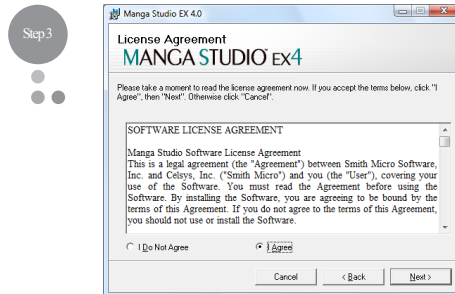 Step 3
Manga Studio EX 4.0
License Agreement
MANGA STUDIO EX4
Please take a moment to read the license agreement now. If you accept the terms below, click "I
Agree", then "Next". Otherwise click "Cancel".
SOFTWARE LICENSE AGREEMENT
Manga Studio Software License Agreement
This is a legal agreement (the "Agreement") between Smith Micro Software,
Inc. and Celsys, Inc. ("Smith Micro") and you (the "User"), covering your
use of the Software. You must read the Agreement before using the
Software. By installing the Software, you are agreeing to be bound by the
terms of this Agreement. If you do not agree to the terms of this Agreement,
you should not use or install the Software.
I Do Not Agree
I Agree
Cancel
< Back
Next >